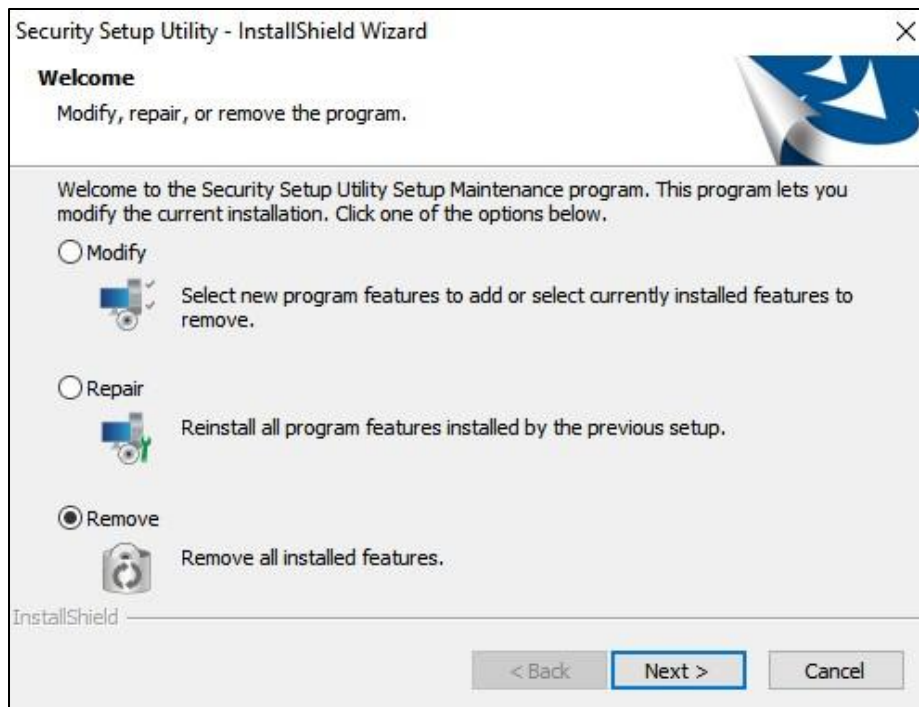 Security Setup Utility - InstallShield Wizard
Welcome
Modify, repair, or remove the program.
Welcome to the Security Setup Utility Setup Maintenance program. This program lets you
modify the current installation. Click one of the options below.
Modify
Select new program features to add or select currently installed features to
remove.
Repair
Reinstall all program features installed by the previous setup.
Remove
Remove all installed features.
InstallShield
< Back Next > Cancel